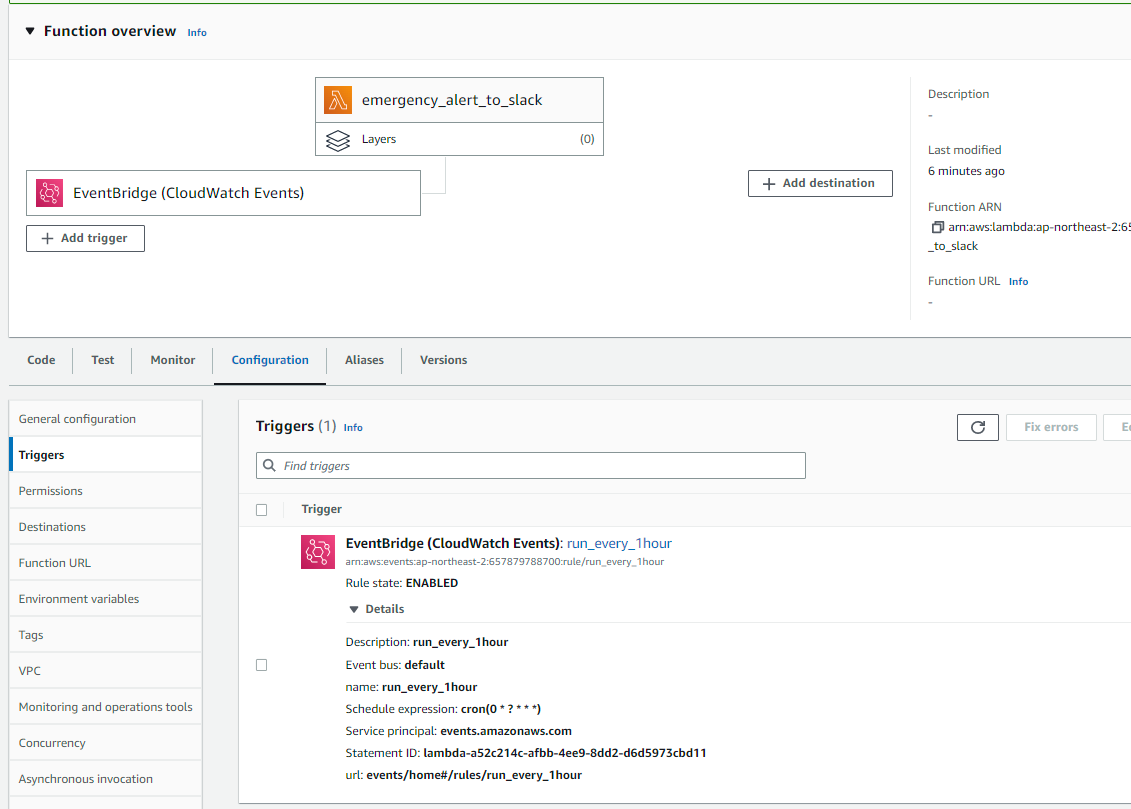 Function overview Info
emergency_alert_to_slack
Layers (0)
EventBridge (CloudWatch Events)
Add trigger
Add destination
Description
-
Last modified
6 minutes ago
Function ARN
arn:aws:lambda:ap-northeast-2:65
_to_slack
Function URL Info
-
Code Test Monitor Configuration Aliases Versions
General configuration
Triggers
Permissions
Destinations
Function URL
Environment variables
Tags
VPC
Monitoring and operations tools
Concurrency
Asynchronous invocation
Triggers (1) Info
Fix errors
Find triggers
Trigger
EventBridge (CloudWatch Events): run_every_1hour
arn:aws:events:ap-northeast-2:657879788700:rule/run_every_1hour
Rule state: ENABLED
Details
Description: run_every_1hour
Event bus: default
name: run_every_1hour
Schedule expression: cron(0 * ? * * *)
Service principal: events.amazonaws.com
Statement ID: lambda-a52c214c-afbb-4ee9-8dd2-d6d5973cbd11
url: events/home#/rules/run_every_1hour